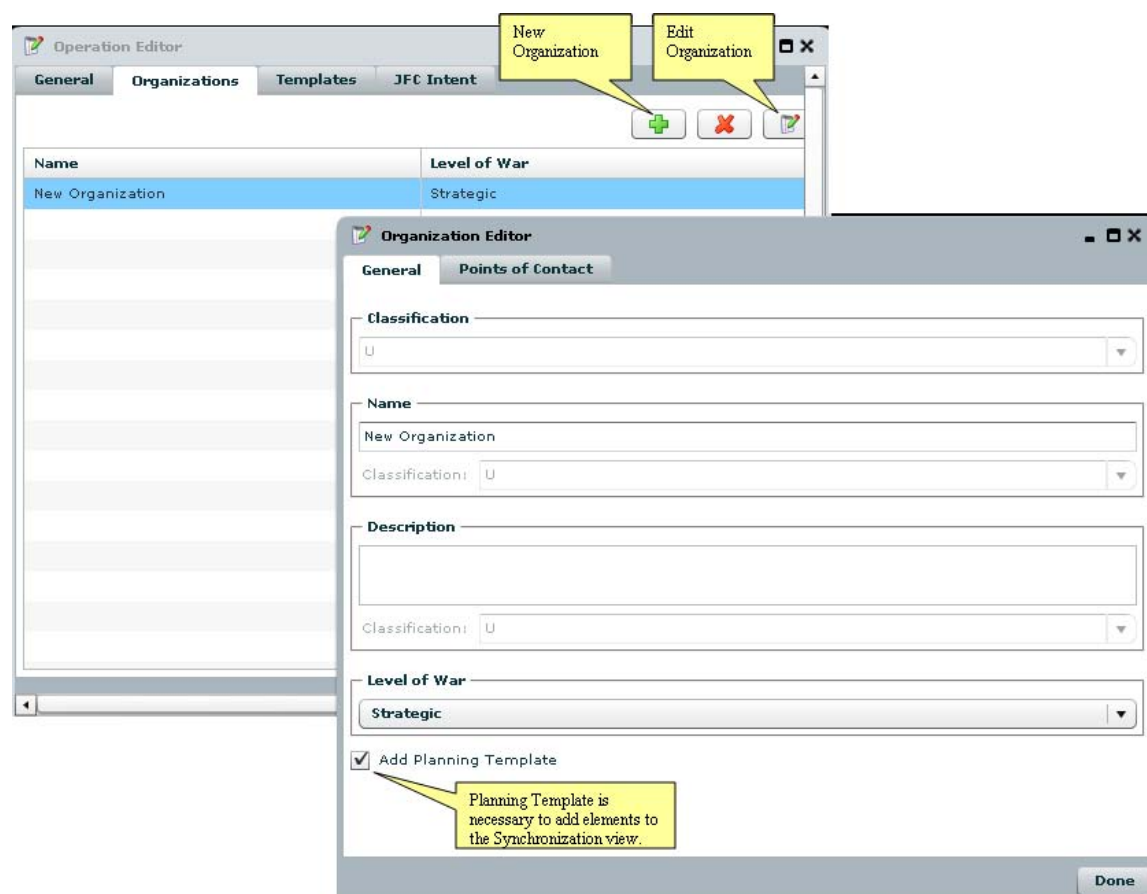 New
Organization
Edit
Organization
Operation Editor
General Organizations Templates JFC Intent
Name Level of War
New Organization Strategic
Organization Editor
General Points of Contact
Classification
U
Name
New Organization
Classification: U
Description
Classification: U
Level of War
Strategic
Add Planning Template
Planning Template is
necessary to add elements to
the Synchronization view.
Done